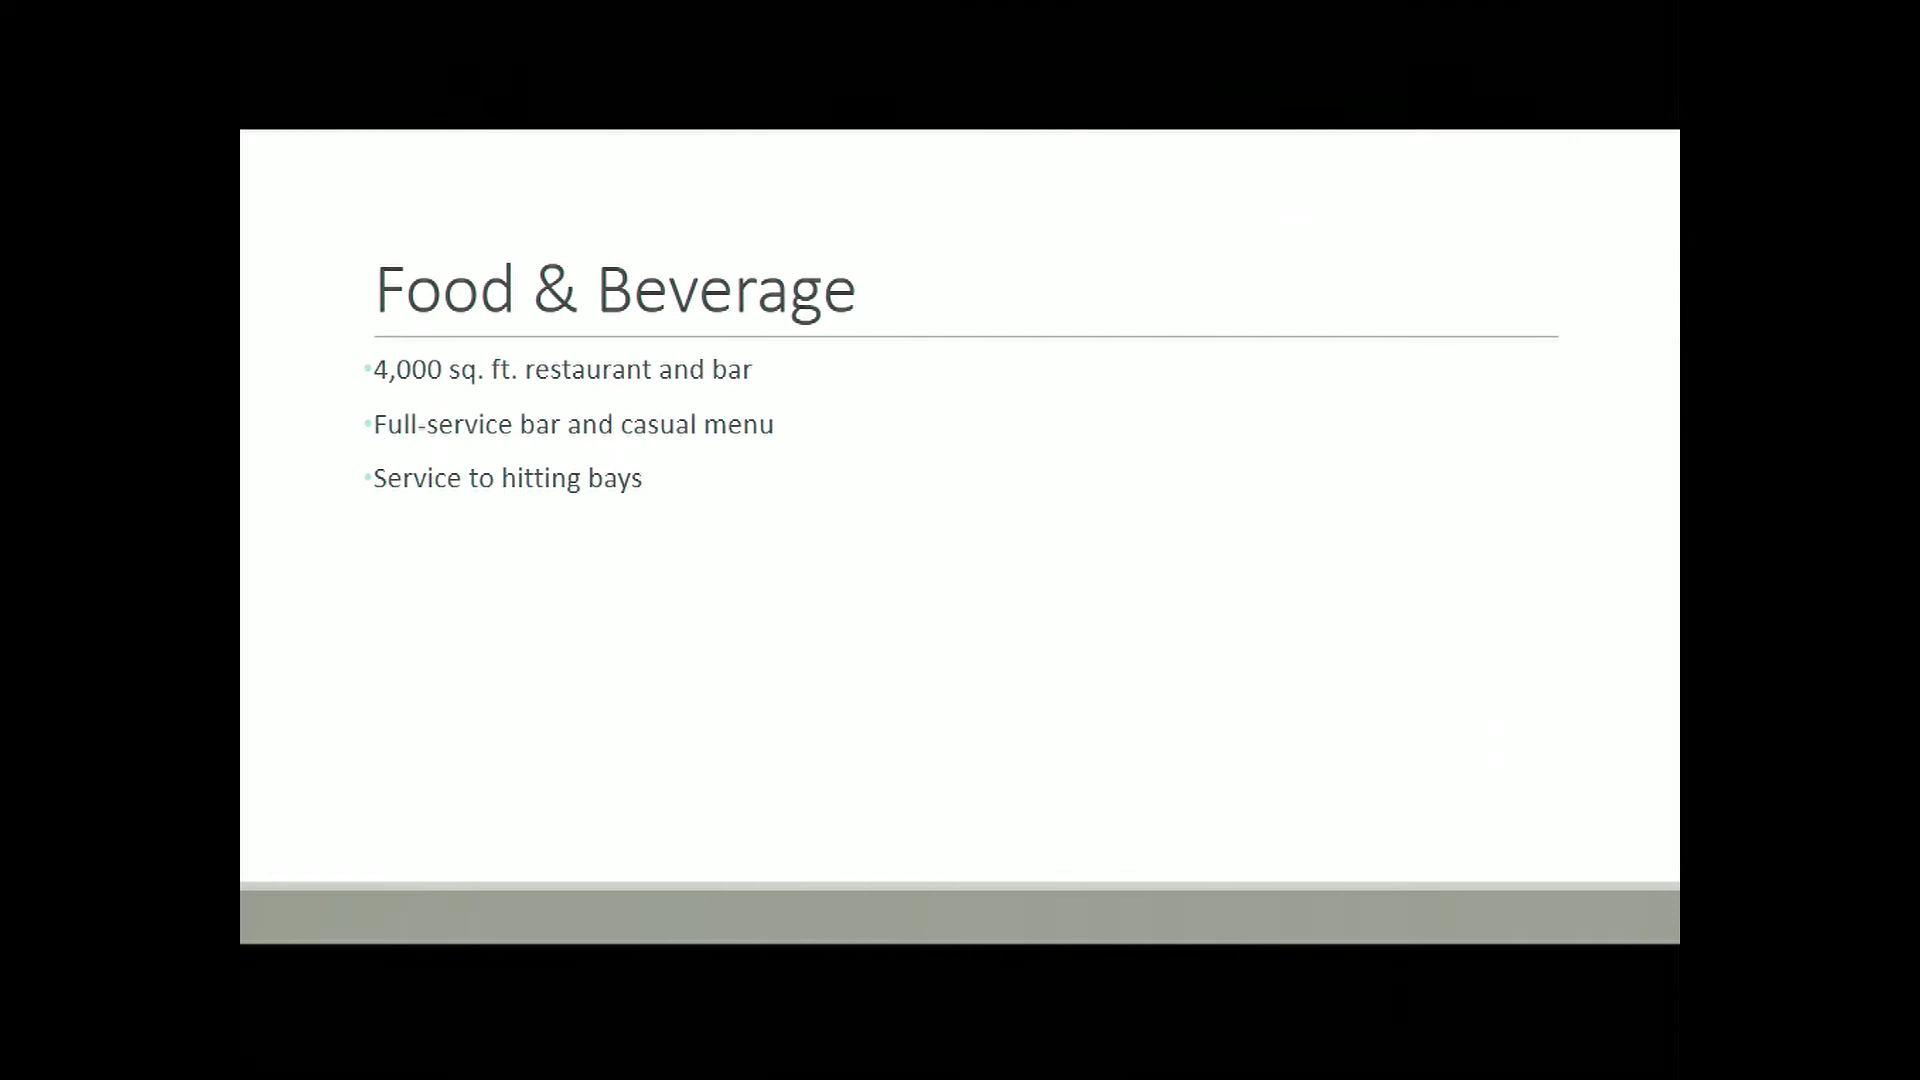 Food & Beverage
•4,000 sq. ft. restaurant and bar
•Full-service bar and casual menu
•Service to hitting bays